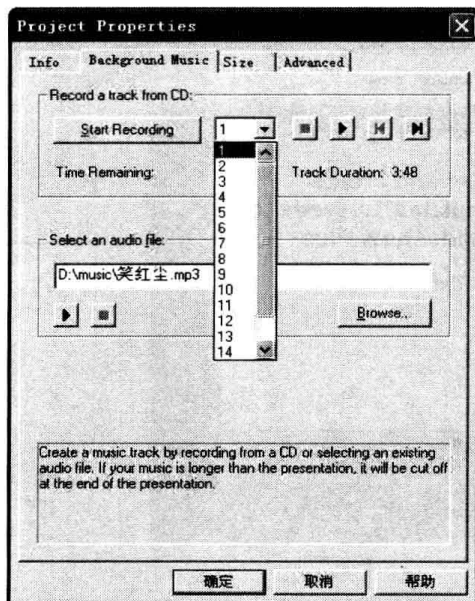 Project Properties
Info Background Music Size Advanced
Record a track from CD:
Start Recording 1
1
2
3
4
5
6
7
8
9
10
11
12
13
14
Time Remaining: Track Duration: 3:48
Select an audio file:
D:\music\笑红尘.mp3
Browse...
Create a music track by recording from a CD or selecting an existing
audio file. If your music is longer than the presentation, it will be cut off
at the end of the presentation.
确定 取消 帮助